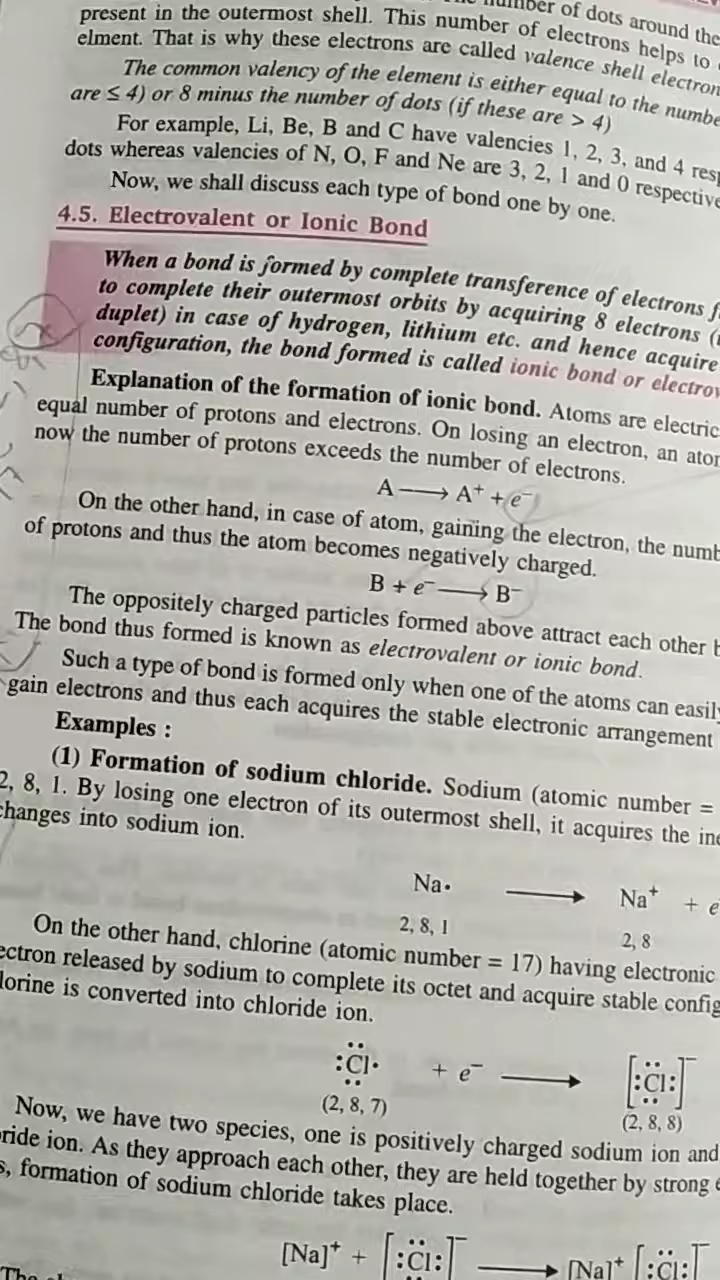 number of dots around the
present in the outermost shell. This number of electrons helps to
elment. That is why these electrons are called valence shell electron
The common valency of the element is either equal to the numbe
are ≤ 4) or 8 minus the number of dots (if these are > 4)
For example, Li, Be, B and C have valencies 1, 2, 3, and 4 resp
dots whereas valencies of N, O, F and Ne are 3, 2, 1 and 0 respective
Now, we shall discuss each type of bond one by one.
4.5. Electrovalent or Ionic Bond
When a bond is formed by complete transference of electrons f
to complete their outermost orbits by acquiring 8 electrons (
duplet) in case of hydrogen, lithium etc. and hence acquire
configuration, the bond formed is called ionic bond or electrov
Explanation of the formation of ionic bond. Atoms are electric
equal number of protons and electrons. On losing an electron, an ator
now the number of protons exceeds the number of electrons.
A ⟶ A⁺ + e⁻
On the other hand, in case of atom, gaining the electron, the numb
of protons and thus the atom becomes negatively charged.
B + e⁻ ⟶ B⁻
The oppositely charged particles formed above attract each other b
The bond thus formed is known as electrovalent or ionic bond.
Such a type of bond is formed only when one of the atoms can easily
gain electrons and thus each acquires the stable electronic arrangement
Examples :
(1) Formation of sodium chloride. Sodium (atomic number =
2, 8, 1. By losing one electron of its outermost shell, it acquires the ine
changes into sodium ion.
Na· ⟶ Na⁺ + e
2, 8, 1 2, 8
On the other hand, chlorine (atomic number = 17) having electronic
ectron released by sodium to complete its octet and acquire stable config
lorine is converted into chloride ion.
:Cl· + e⁻ ⟶ [:Cl:]⁻
(2, 8, 7) (2, 8, 8)
Now, we have two species, one is positively charged sodium ion and
ride ion. As they approach each other, they are held together by strong e
s, formation of sodium chloride takes place.
[Na]⁺ + [:Cl:]⁻ ⟶ [Na]⁺ [:Cl:]⁻